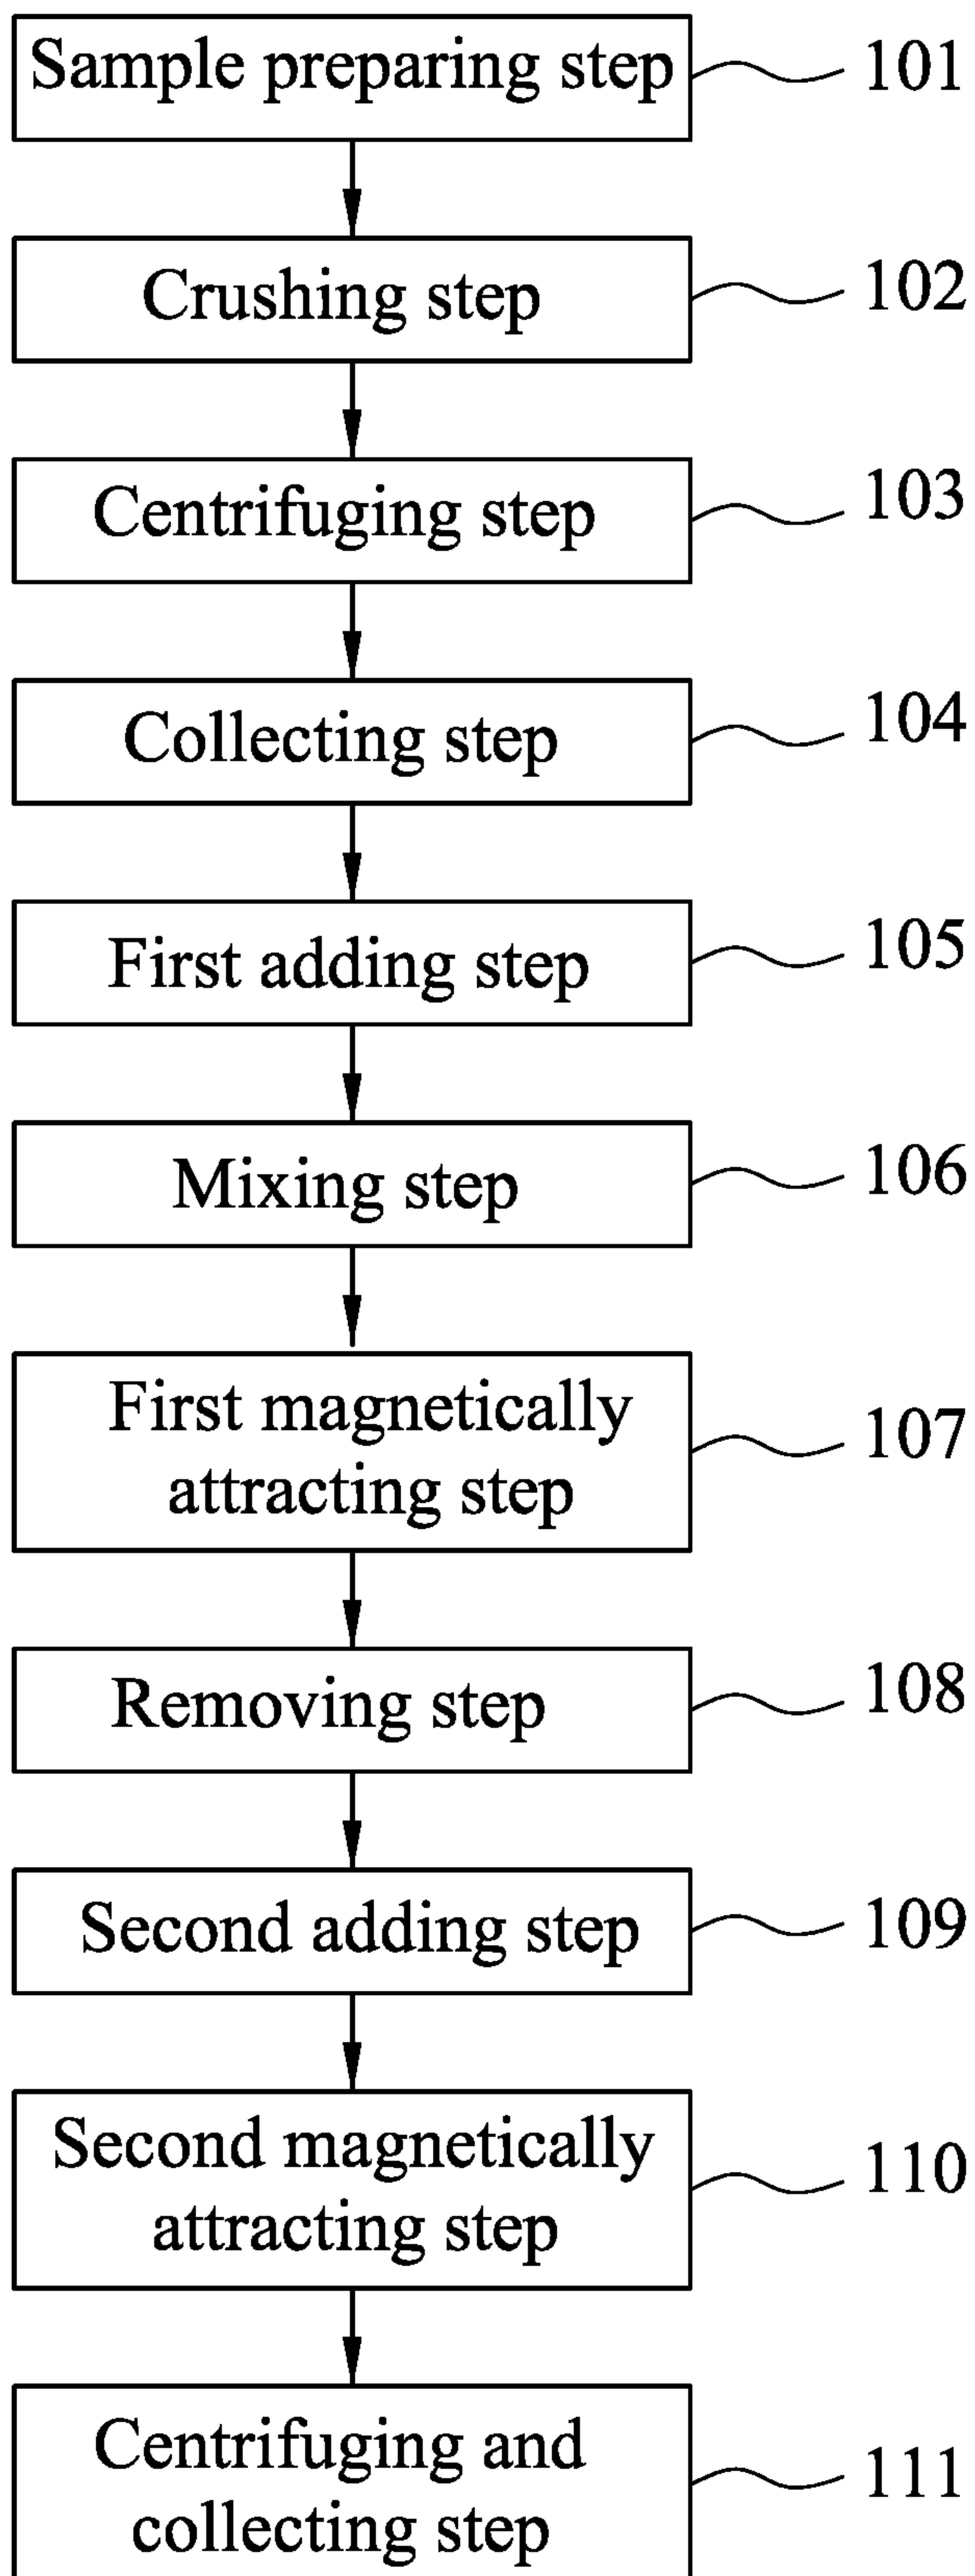 Sample preparing step 101
Crushing step 102
Centrifuging step 103
Collecting step 104
First adding step 105
Mixing step 106
First magnetically
attracting step 107
Removing step 108
Second adding step 109
Second magnetically
attracting step 110
Centrifuging and
collecting step 111